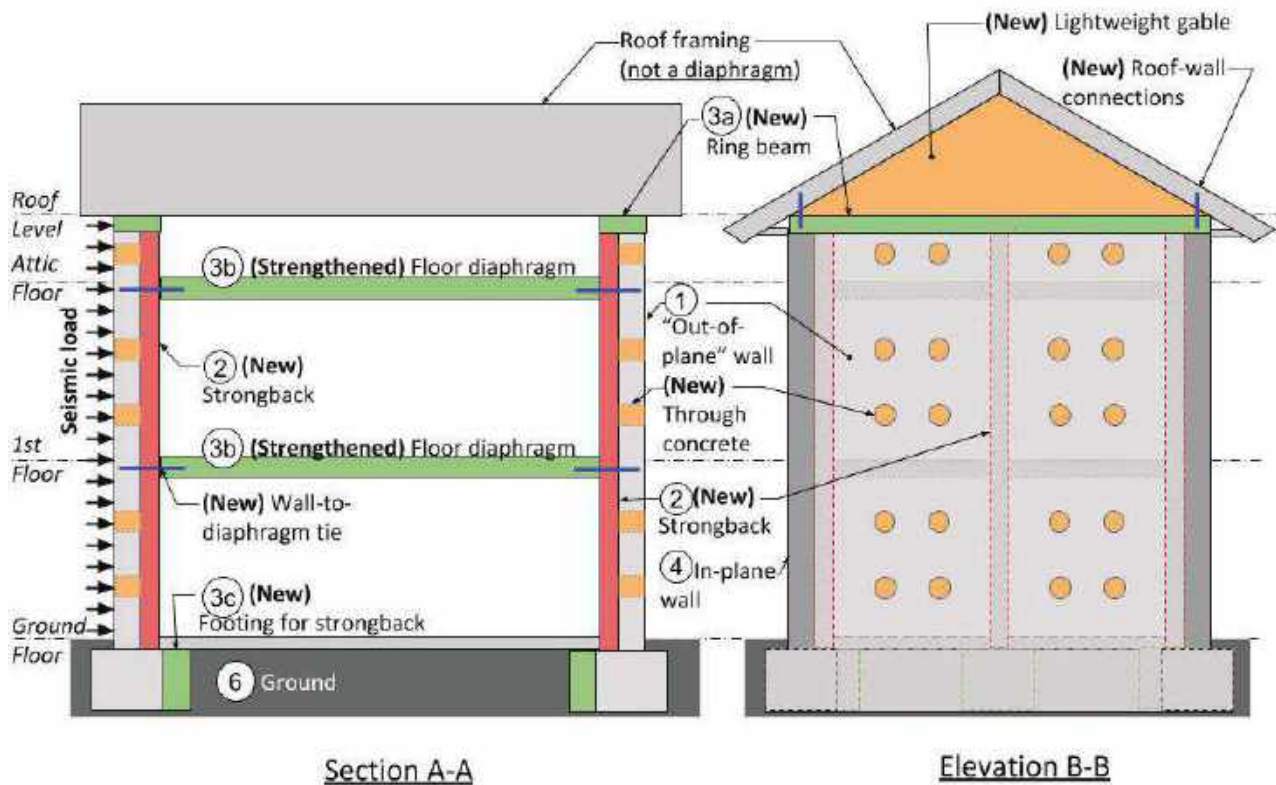 Roof framing
(not a diaphragm)
(New) Lightweight gable
(New) Roof-wall
connections
3a (New)
Ring beam
Roof
Level
Attic
Floor
3b (Strengthened) Floor diaphragm
1
"Out-of-
plane" wall
Seismic load
2 (New)
Strongback
(New)
Through
concrete
1st
Floor
3b (Strengthened) Floor diaphragm
(New) Wall-to-
diaphragm tie
2 (New)
Strongback
4 In-plane
wall
3c (New)
Footing for strongback
Ground
Floor
6 Ground
Section A-A
Elevation B-B